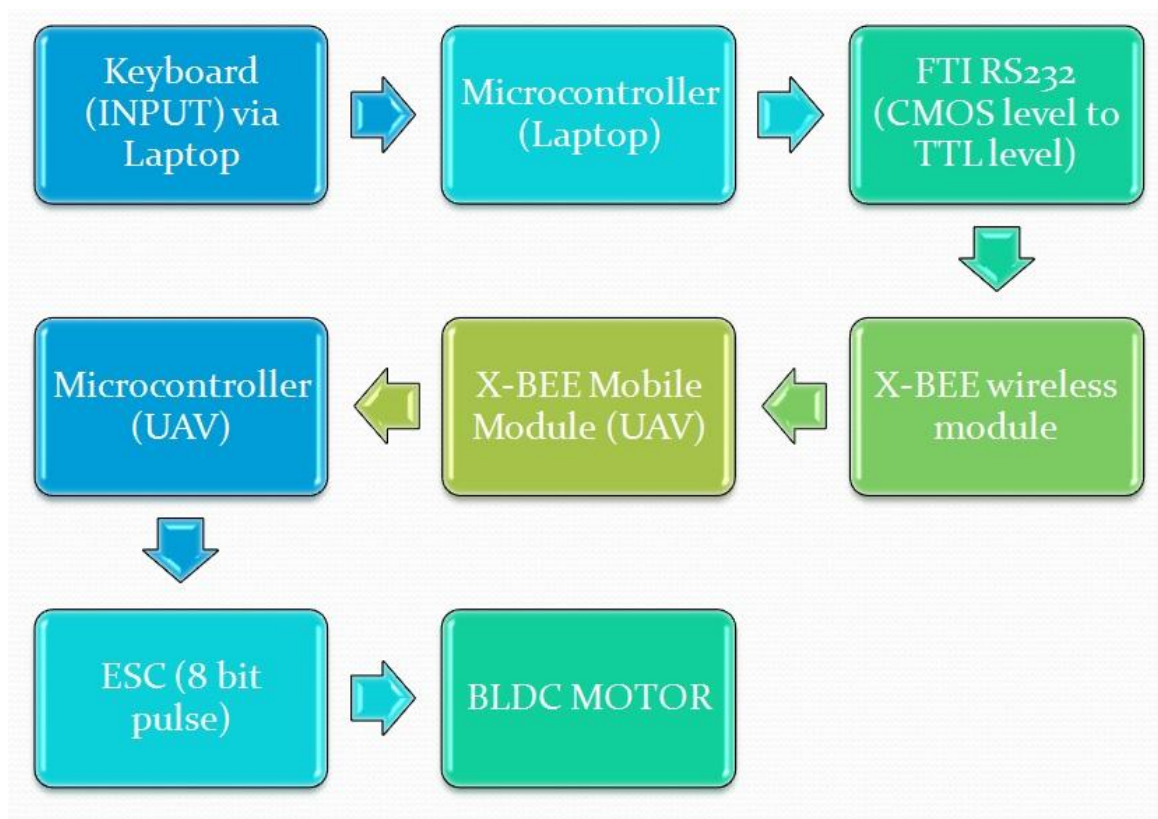 Keyboard
(INPUT) via
Laptop
Microcontroller
(Laptop)
FTI RS232
(CMOS level to
TTL level)
X-BEE wireless
module
X-BEE Mobile
Module (UAV)
Microcontroller
(UAV)
ESC (8 bit
pulse)
BLDC MOTOR